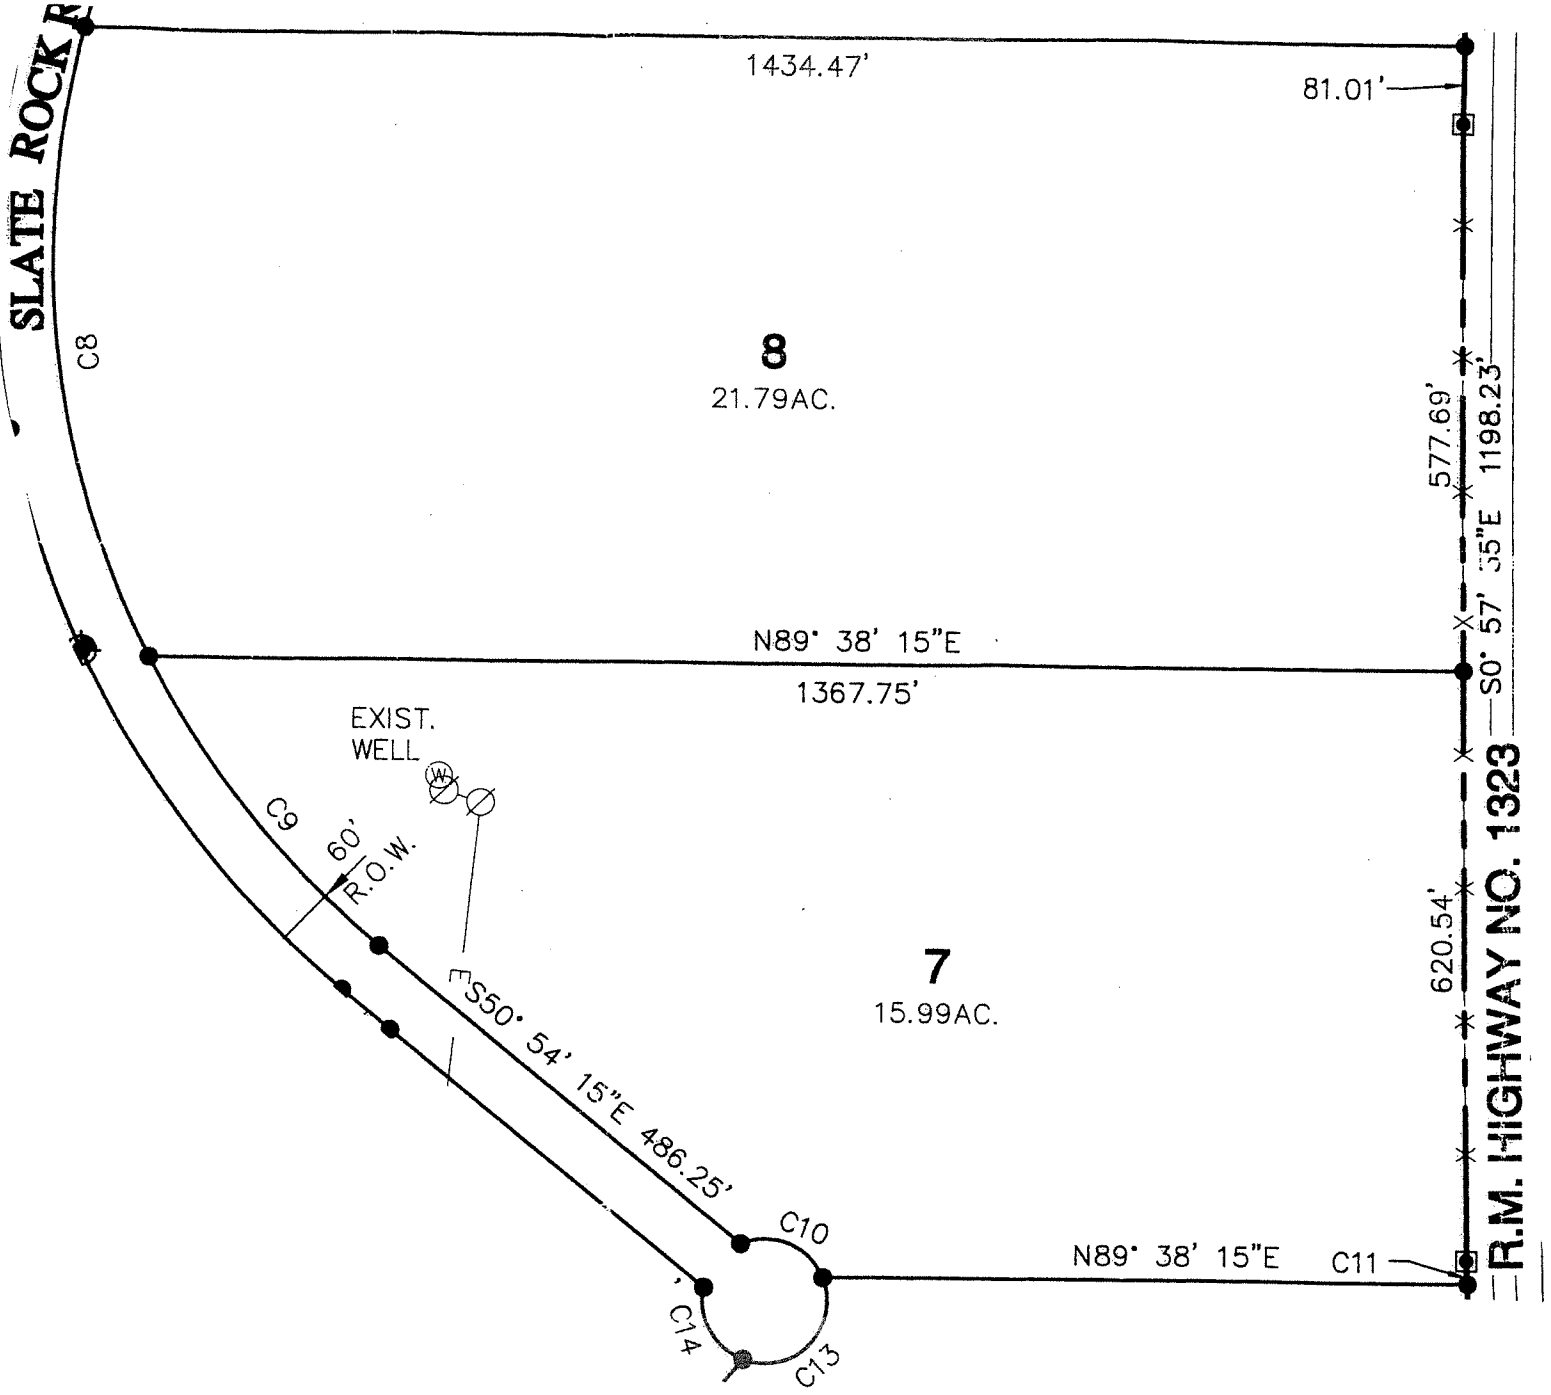 SLATE ROCK
1434.47'
81.01'
C8
8
21.79AC.
577.69'
S0° 57' 1198.23'
N89° 38' 15"E
1367.75'
EXIST.
WELL
W
C9
60'
R.O.W.
E
S50° 54' 15"E 486.25'
7
15.99AC.
620.54'
R.M. HIGHWAY NO. 1323
C10
N89° 38' 15"E
C11
C14
C13